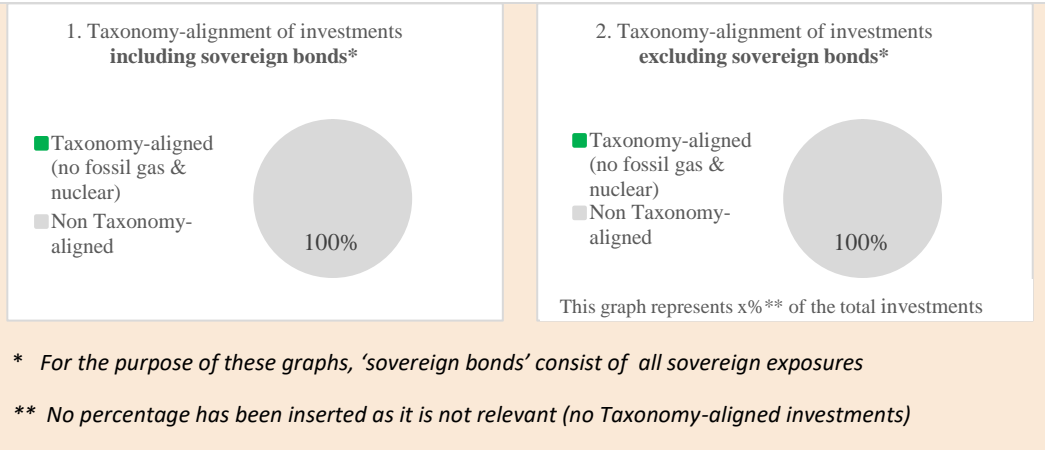 1. Taxonomy-alignment of investments
including sovereign bonds*
Taxonomy-aligned
(no fossil gas &
nuclear)
Non Taxonomy-
aligned
100%
2. Taxonomy-alignment of investments
excluding sovereign bonds*
Taxonomy-aligned
(no fossil gas &
nuclear)
Non Taxonomy-
aligned
100%
This graph represents x%** of the total investments
* For the purpose of these graphs, ‘sovereign bonds’ consist of all sovereign exposures
** No percentage has been inserted as it is not relevant (no Taxonomy-aligned investments)